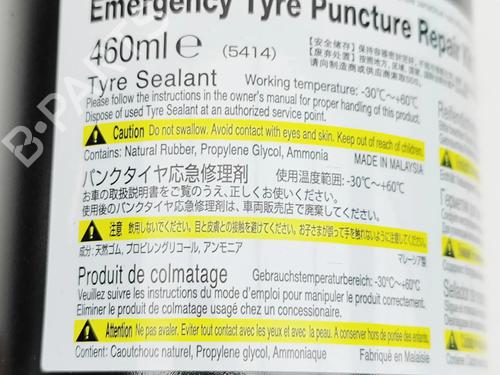 Emergency Tyre Puncture Repair
460ml e (5414)
Tyre Sealant Working temperature: -30℃~+60℃
Please follow the instructions in the owner's manual for proper handling of this product.
Dispose of used Tyre Sealant at an authorized service point.
Caution Do not swallow. Avoid contact with eyes and skin. Keep out of reach of children.
Contains: Natural Rubber, Propylene Glycol, Ammonia MADE IN MALAYSIA
パンクタイヤ応急修理剤 使用温度範囲: -30℃~+60℃
お車の取扱説明書をご覧のうえ、正しくお使いください。
使用後のパンクタイヤ応急修理剤は、車両販売店で廃棄してください。
注意 飲用しないでください。目と皮膚との接触を避けてください。お子さまが誤って手を触れないように注意してください。
成分: 天然ゴム, プロピレングリコール, アンモニア マレーシア製
Produit de colmatage Gebrauchstemperaturbereich: -30℃~+60℃
Veuillez suivre les instructions du mode d'emploi pour manipuler le produit correctement.
Eliminer le produit de colmatage usagé chez un concessionnaire.
Attention Ne pas avaler. Eviter tout contact avec les yeux et avec la peau. A conserver hors de portée des enfants.
Contient: Caoutchouc naturel, Propylene Glycol, Ammoniaque Fabriqué en Malaisie
B-PARTS